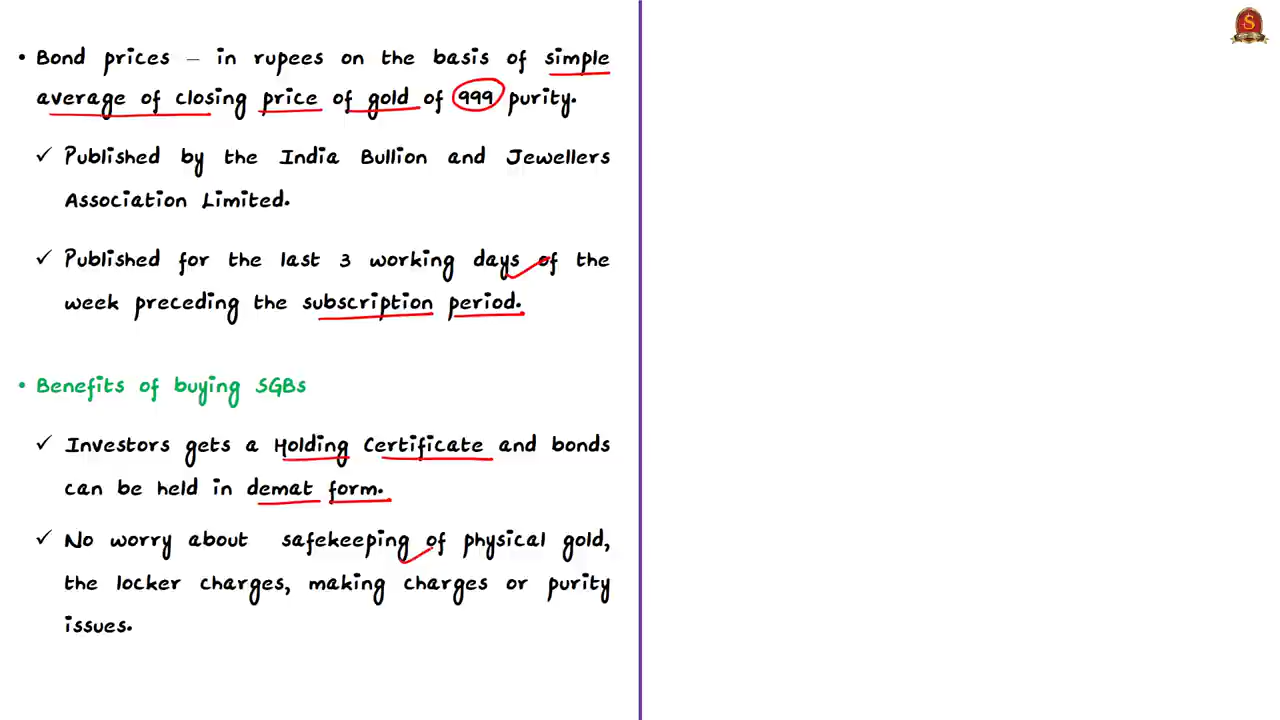 • Bond prices – in rupees on the basis of simple
average of closing price of gold of 999 purity.
✓ Published by the India Bullion and Jewellers
Association Limited.
✓ Published for the last 3 working days of the
week preceding the subscription period.
• Benefits of buying SGBs
✓ Investors gets a Holding Certificate and bonds
can be held in demat form.
✓ No worry about safekeeping of physical gold,
the locker charges, making charges or purity
issues.
S